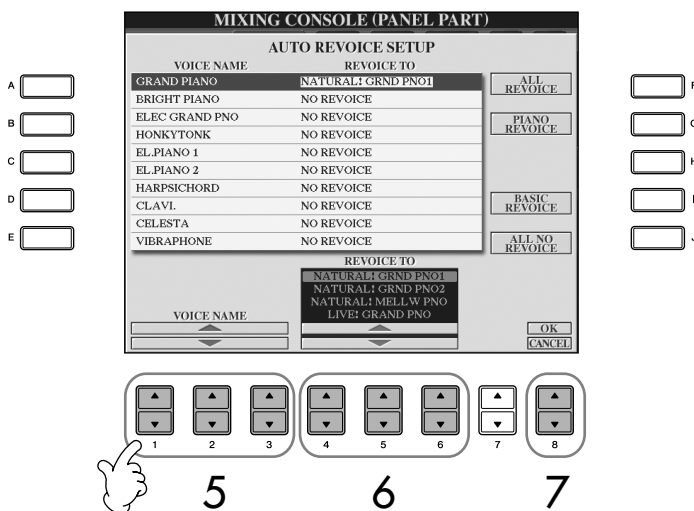 MIXING CONSOLE (PANEL PART)
AUTO REVOICE SETUP
VOICE NAME REVOICE TO
GRAND PIANO NATURAL! GRND PNO1
BRIGHT PIANO NO REVOICE
ELEC GRAND PNO NO REVOICE
HONKYTONK NO REVOICE
EL.PIANO 1 NO REVOICE
EL.PIANO 2 NO REVOICE
HARPSICHORD NO REVOICE
CLAVI. NO REVOICE
CELESTA NO REVOICE
VIBRAPHONE NO REVOICE
ALL
REVOICE
PIANO
REVOICE
BASIC
REVOICE
ALL NO
REVOICE
A
B
C
D
E
REVOICE TO
NATURAL! GRND PNO1
NATURAL! GRND PNO2
NATURAL! MELLW PNO
LIVE! GRAND PNO
VOICE NAME
OK
CANCEL
1 2 3 4 5 6 7 8
5 6 7